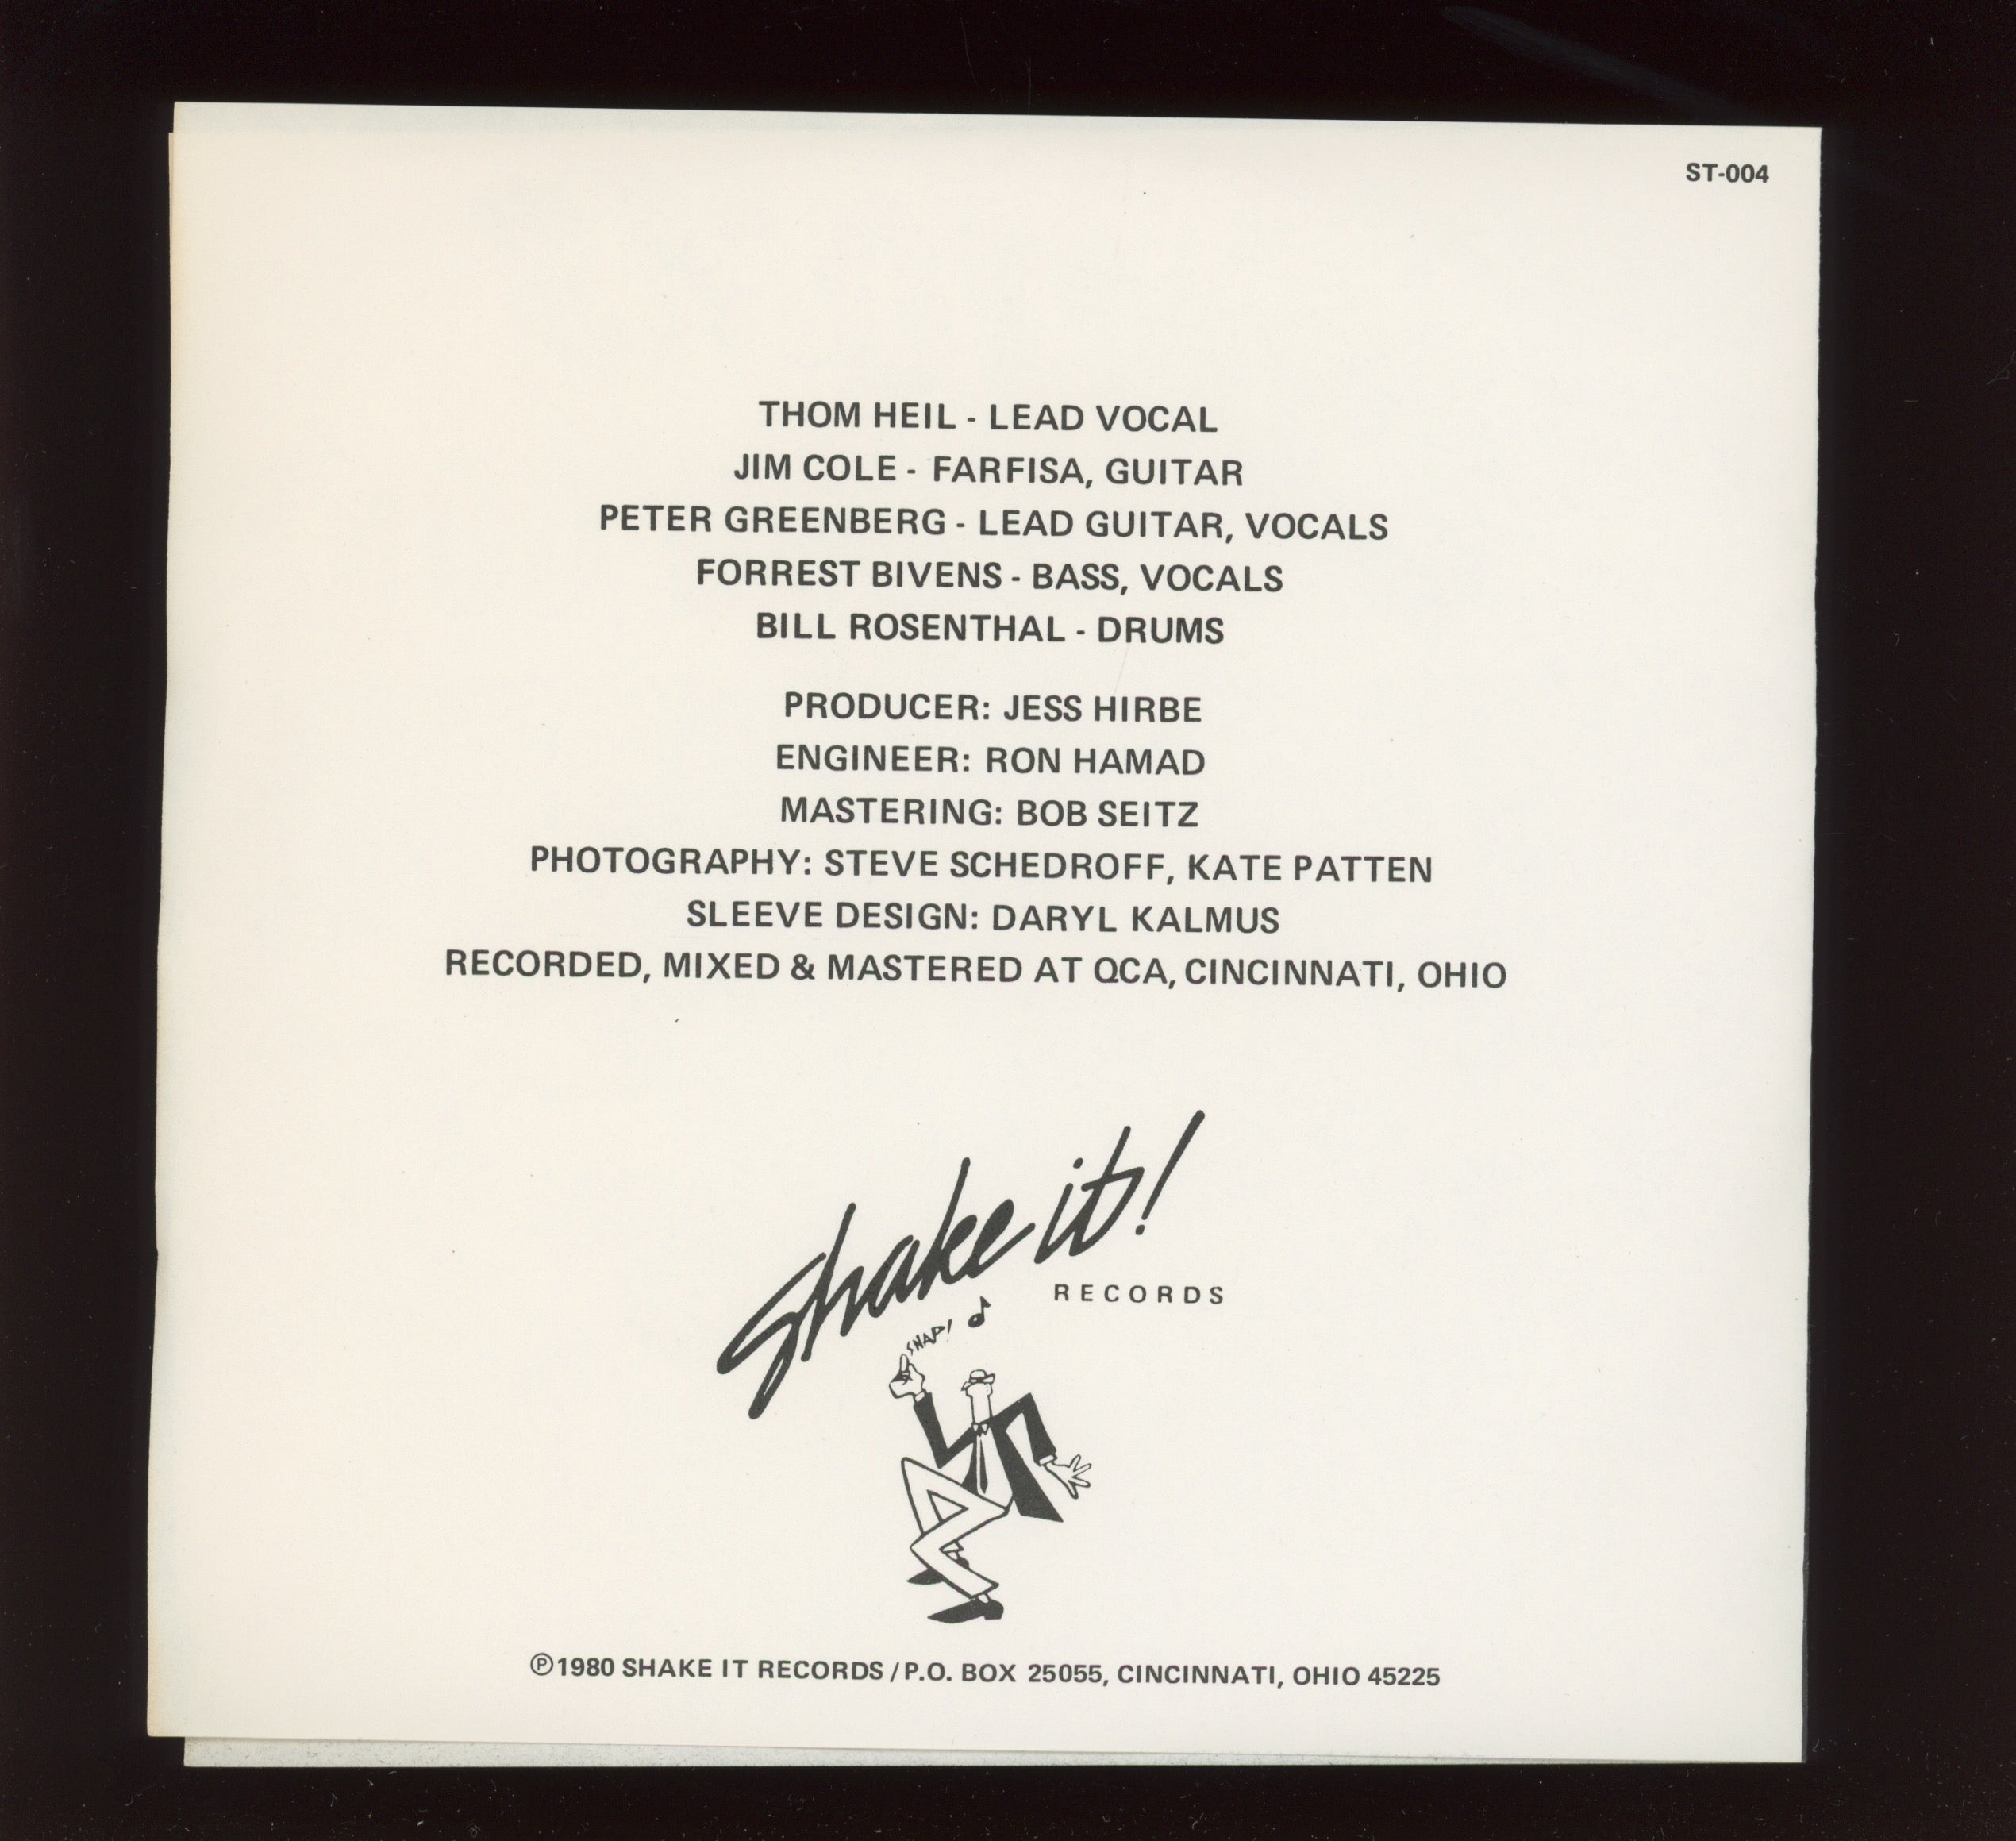 ST-004
THOM HEIL - LEAD VOCAL
JIM COLE - FARFISA, GUITAR
PETER GREENBERG - LEAD GUITAR, VOCALS
FORREST BIVENS - BASS, VOCALS
BILL ROSENTHAL - DRUMS
PRODUCER: JESS HIRBE
ENGINEER: RON HAMAD
MASTERING: BOB SEITZ
PHOTOGRAPHY: STEVE SCHEDROFF, KATE PATTEN
SLEEVE DESIGN: DARYL KALMUS
RECORDED, MIXED & MASTERED AT QCA, CINCINNATI, OHIO
Shake it!
RECORDS
SNAP!
℗1980 SHAKE IT RECORDS / P.O. BOX 25055, CINCINNATI, OHIO 45225